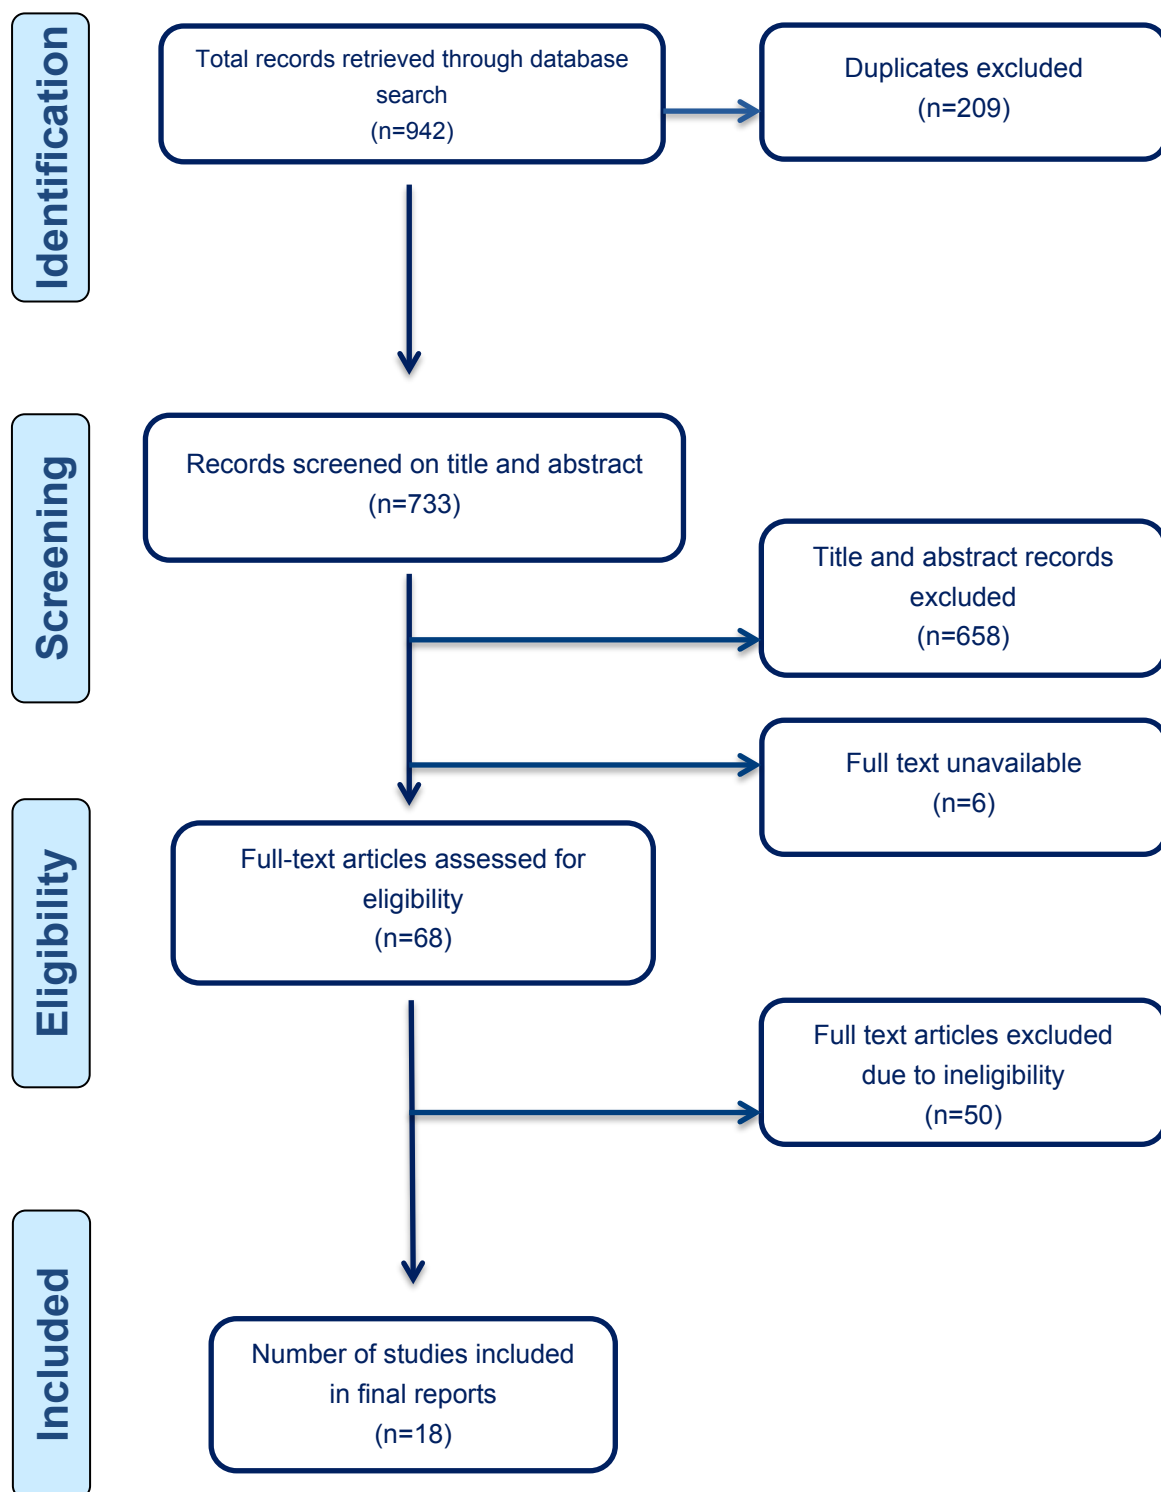 Identification
Total records retrieved through database
search
(n=942)
Duplicates excluded
(n=209)
Screening
Records screened on title and abstract
(n=733)
Title and abstract records
excluded
(n=658)
Full text unavailable
(n=6)
Eligibility
Full-text articles assessed for
eligibility
(n=68)
Full text articles excluded
due to ineligibility
(n=50)
Included
Number of studies included
in final reports
(n=18)